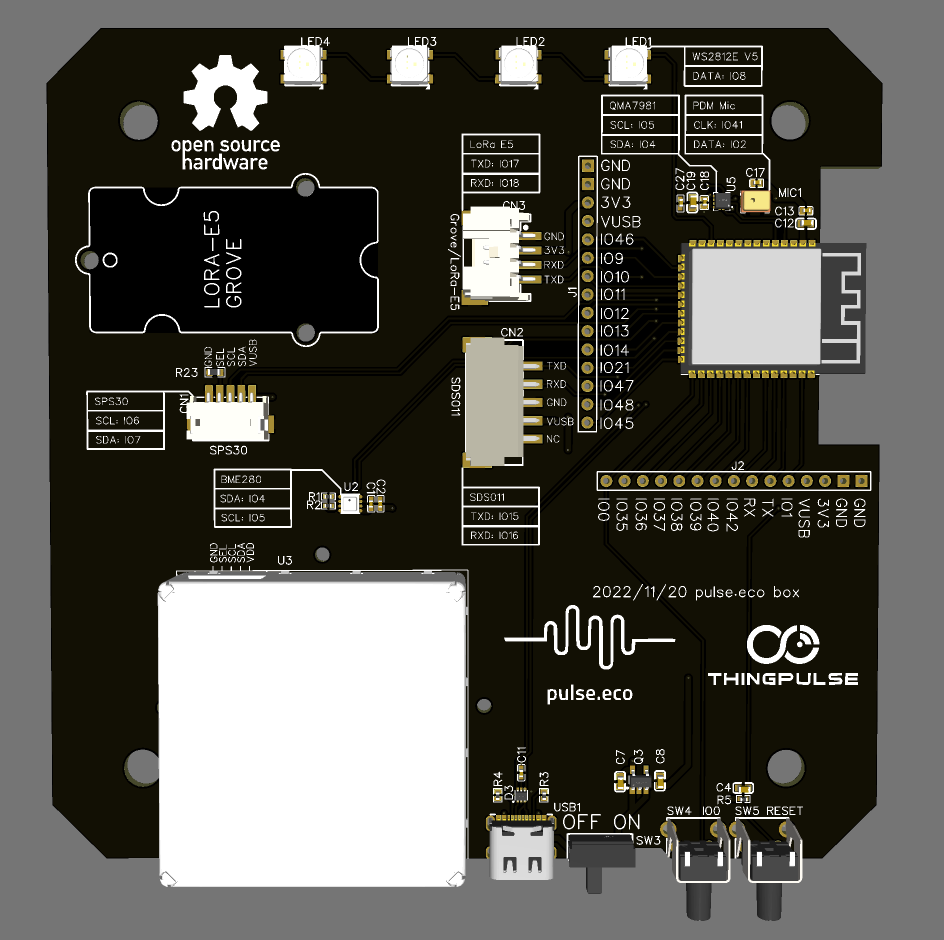 LED4
LED3
LED2
LED1
WS2812E V5
DATA: IO8
QMA7981
SCL: IO5
SDA: IO4
PDM Mic
CLK: IO41
DATA: IO2
open source
hardware
LoRa E5
TXD: IO17
RXD: IO18
C27
C19
C18
U5
C17
MIC1
C13
C12
CN3
Grove/LoRa-E5
GND
3V3
RXD
TXD
LORA-E5
GROVE
J1
GND
GND
3V3
VUSB
IO46
IO9
IO10
IO11
IO12
IO13
IO14
IO21
IO47
IO48
IO45
CN2
SDS011
TXD
RXD
GND
VUSB
NC
R23
GND
SEL
SCL
SDA
VUSB
CN1
SPS30
SPS30
SCL: IO6
SDA: IO7
BME280
SDA: IO4
SCL: IO5
R1
R2
U2
C1
C2
SDS011
TXD: IO15
RXD: IO16
J2
IO0
IO35
IO36
IO37
IO38
IO39
IO40
IO42
RX
TX
IO1
VUSB
3V3
GND
GND
GND
SEL
SCL
SDA
VDD
U3
2022/11/20 pulse.eco box
pulse.eco
THINGPULSE
C11
R4
D3
R3
USB1
C7
Q3
C8
OFF ON
SW3
C4
R5
SW4 IO0
SW5 RESET